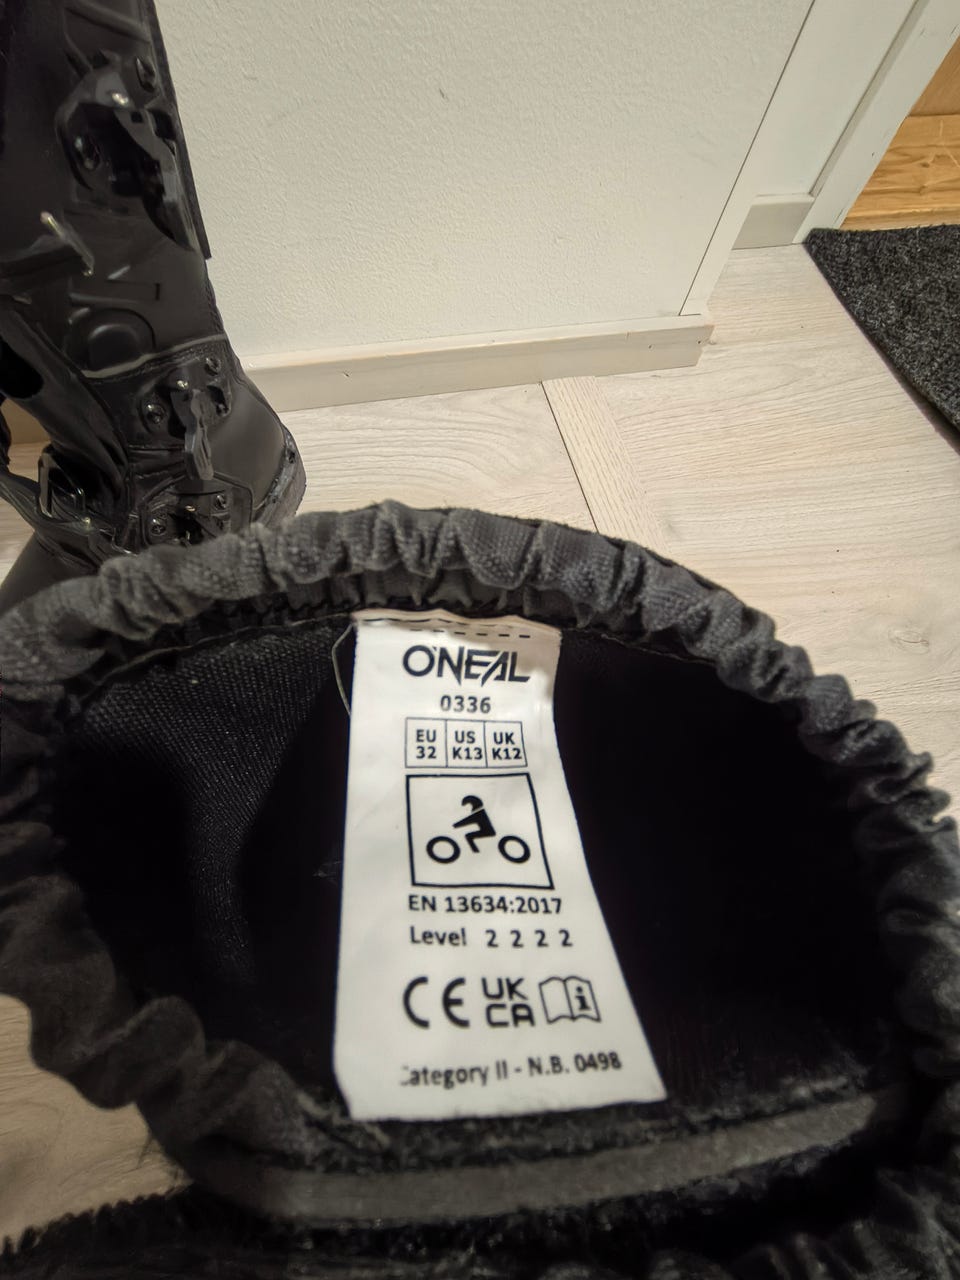 O'NEAL
0336
EU US UK
32 K13 K12
EN 13634:2017
Level 2 2 2 2
CE UK CA
Category II - N.B. 0498